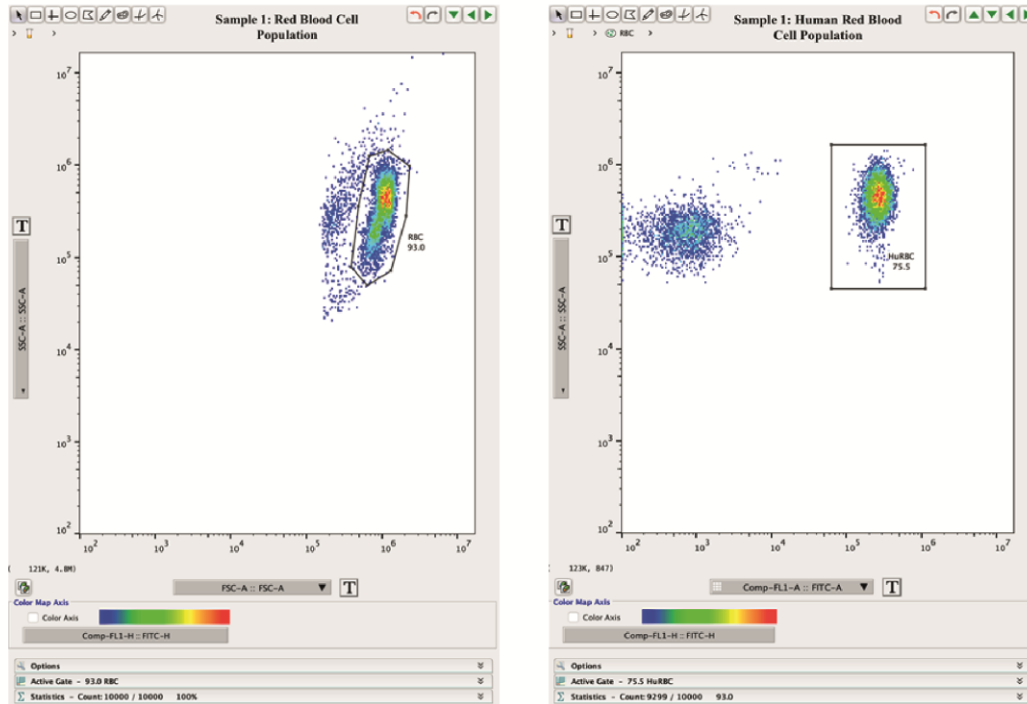 Sample 1: Red Blood Cell
Population
T
SSC-A :: SSC-A
10^7
10^6
10^5
10^4
10^3
10^2
RBC
93.0
10^2
10^3
10^4
10^5
10^6
10^7
( 121K, 4.8M)
FSC-A :: FSC-A
T
Color Map Axis
Color Axis
Comp-FL1-H :: FITC-H
Options
Active Gate - 93.0 RBC
Σ Statistics - Count: 10000 / 10000 100%
Sample 1: Human Red Blood
Cell Population
RBC
T
SSC-A :: SSC-A
10^7
10^6
10^5
10^4
10^3
10^2
HuRBC
75.5
10^2
10^3
10^4
10^5
10^6
10^7
123K, 847)
Comp-FL1-A :: FITC-A
T
Color Map Axis
Color Axis
Comp-FL1-H :: FITC-H
Options
Active Gate - 75.5 HuRBC
Σ Statistics - Count: 9299 / 10000 93.0